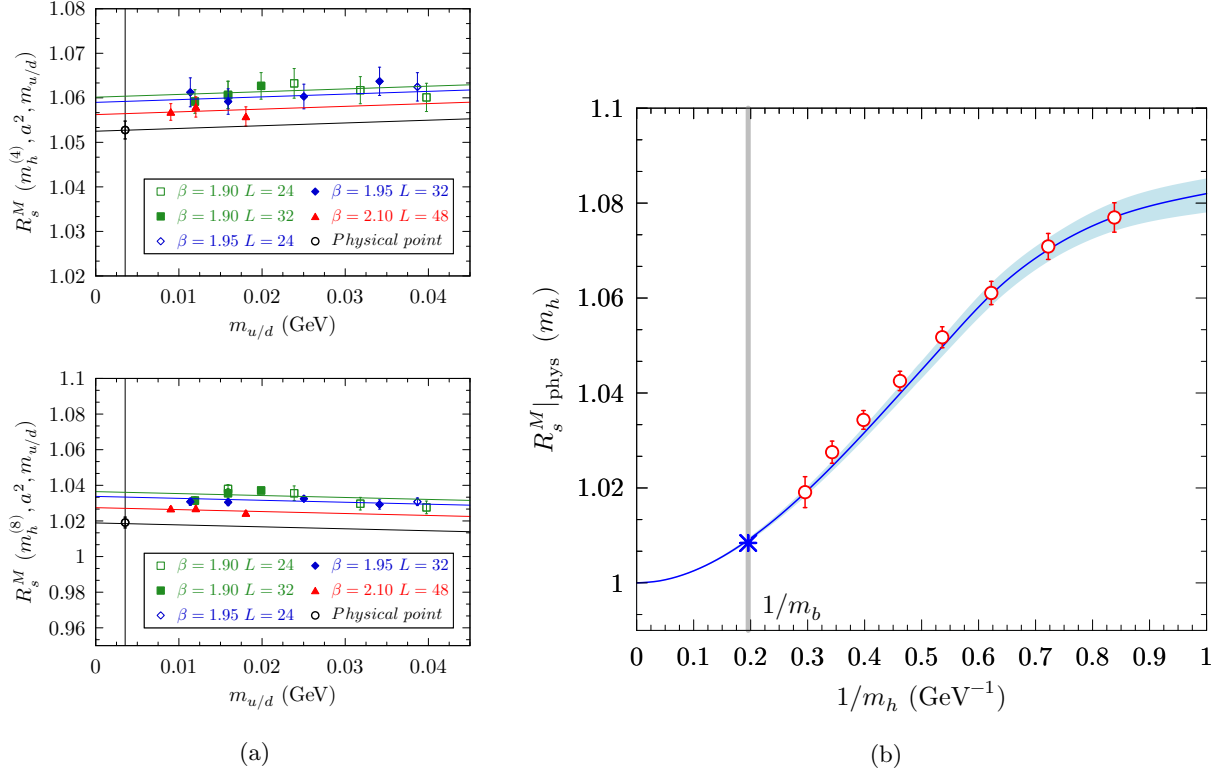 1.08
1.07
1.06
1.05
1.04
1.03
1.02
0 0.01 0.02 0.03 0.04
R_s^M (m_h^{(4)}, a^2, m_{u/d})
m_{u/d} (GeV)
β = 1.90 L = 24
β = 1.90 L = 32
β = 1.95 L = 24
β = 1.95 L = 32
β = 2.10 L = 48
Physical point
1.1
1.08
1.06
1.04
1.02
1
0.98
0.96
0 0.01 0.02 0.03 0.04
R_s^M (m_h^{(8)}, a^2, m_{u/d})
m_{u/d} (GeV)
β = 1.90 L = 24
β = 1.90 L = 32
β = 1.95 L = 24
β = 1.95 L = 32
β = 2.10 L = 48
Physical point
(a)
1.1
1.08
1.06
1.04
1.02
1
R_s^M|_{phys} (m_h)
1/m_b
0 0.1 0.2 0.3 0.4 0.5 0.6 0.7 0.8 0.9 1
1/m_h (GeV^{−1})
(b)